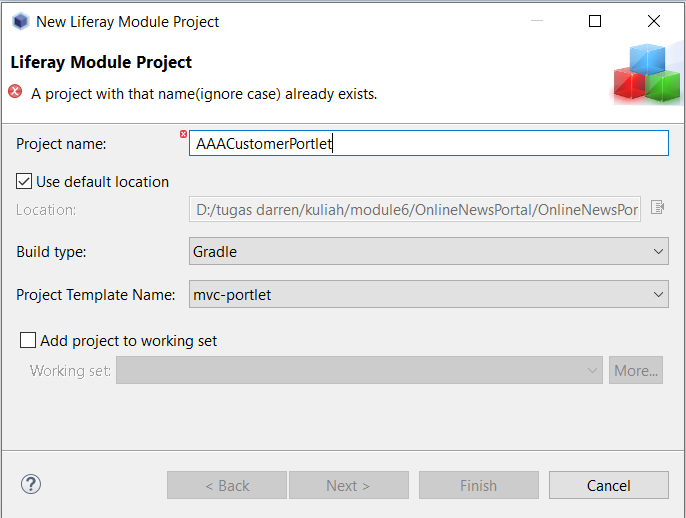 New Liferay Module Project
Liferay Module Project
A project with that name(ignore case) already exists.
Project name:
AAACustomerPortlet
Use default location
Location:
D:/tugas darren/kuliah/module6/OnlineNewsPortal/OnlineNewsPor
Build type:
Gradle
Project Template Name:
mvc-portlet
Add project to working set
Working set:
More...
< Back
Next >
Finish
Cancel